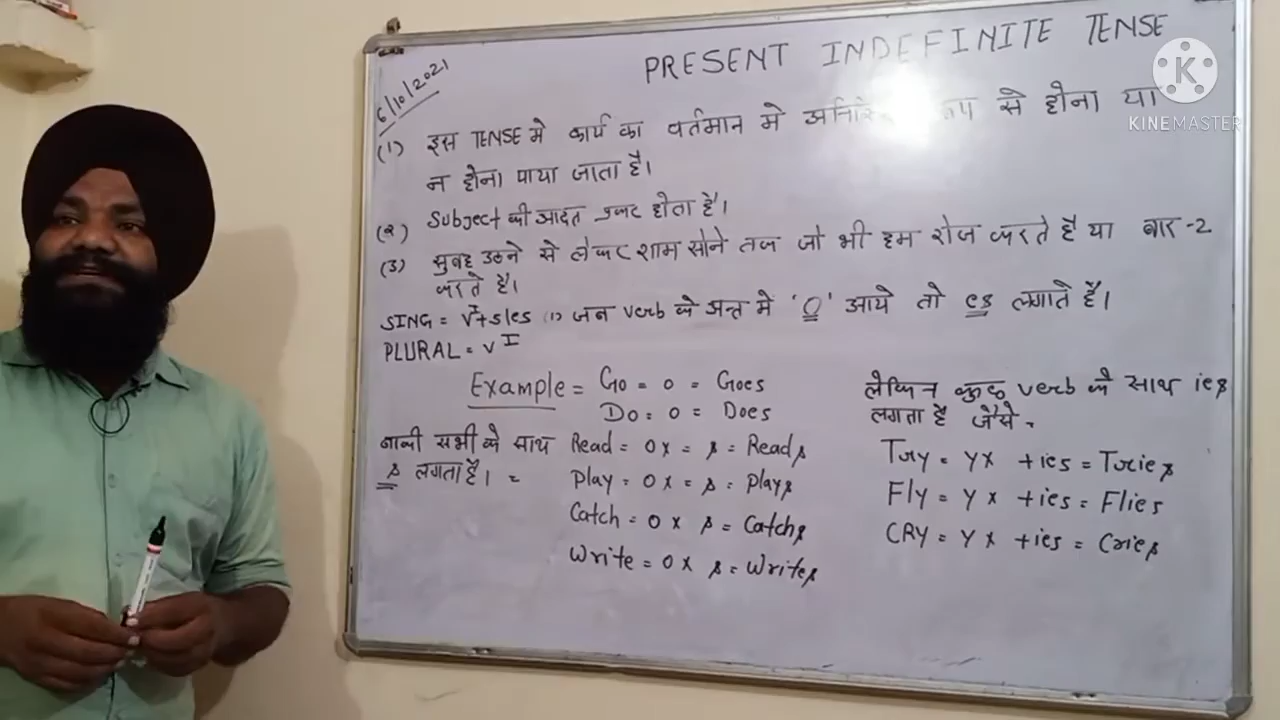 PRESENT INDEFINITE TENSE
6/10/2021
KINEMASTER
(1) इस TENSE मे कार्य का वर्तमान मे से होना या
न होना पाया जाता है।
(2) Subject की आदत प्रकट होता है।
(3) सुबह उठने से लेकर शाम सोने तक जो भी हम रोज करते है या बार-2
करते है।
SING = V^I+s/es (1) जब verb के अन्त मे 'O' आये तो es लगाते है।
PLURAL = V^I
Example = Go = o = Goes
Do = o = Does
बाकी सभी के साथ
s लगता है। =
Read = o x = s = Reads
Play = o x = s = Plays
Catch = o x s = Catchs
Write = o x s = Writes
लेकिन कुछ verb के साथ ies
लगता है जैसे =
Try = y x +ies = Tries
Fly = y x +ies = Flies
CRY = y x +ies = Cries